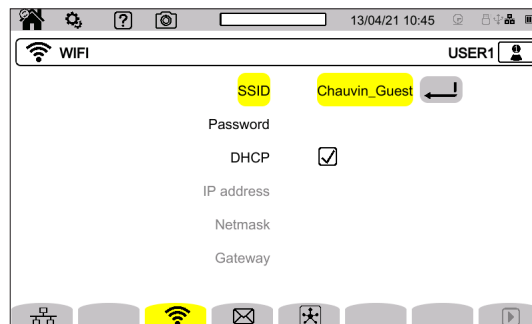 13/04/21 10:45
WIFI USER1
SSID Chauvin_Guest
Password
DHCP
IP address
Netmask
Gateway